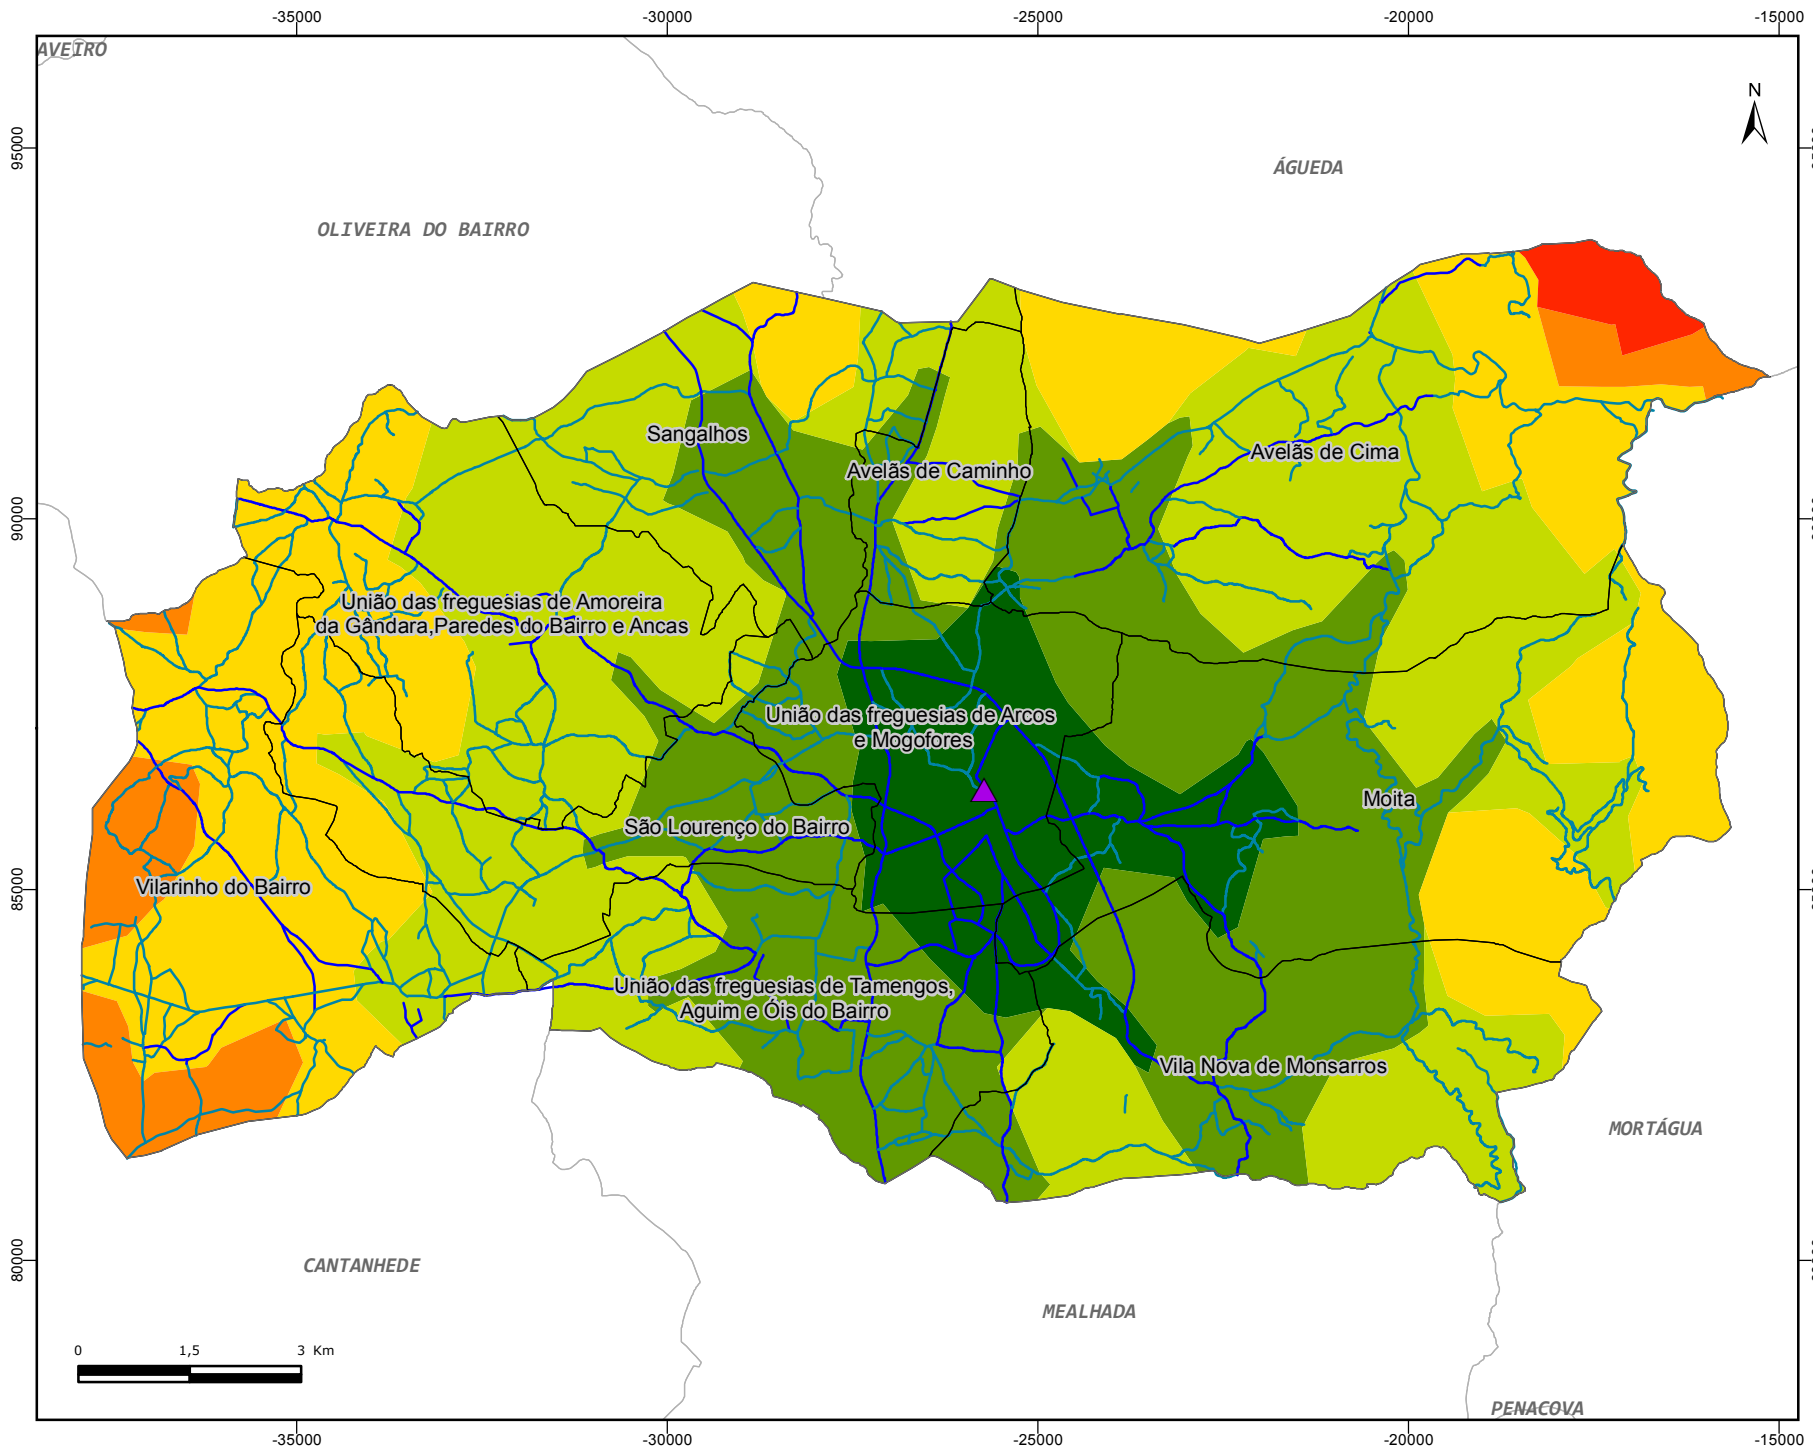 -35000
-30000
-25000
-20000
-15000
AVEIRO
N
95000
ÁGUEDA
OLIVEIRA DO BAIRRO
Sangalhos
Avelãs de Caminho
Avelãs de Cima
90000
União das freguesias de Amoreira
da Gândara,Paredes do Bairro e Ancas
União das freguesias de Arcos
e Mogofores
Moita
São Lourenço do Bairro
Vilarinho do Bairro
85000
União das freguesias de Tamengos,
Aguim e Óis do Bairro
Vila Nova de Monsarros
MORTÁGUA
CANTANHEDE
80000
MEALHADA
0 1,5 3 Km
PENACOVA
-35000
-30000
-25000
-20000
-15000